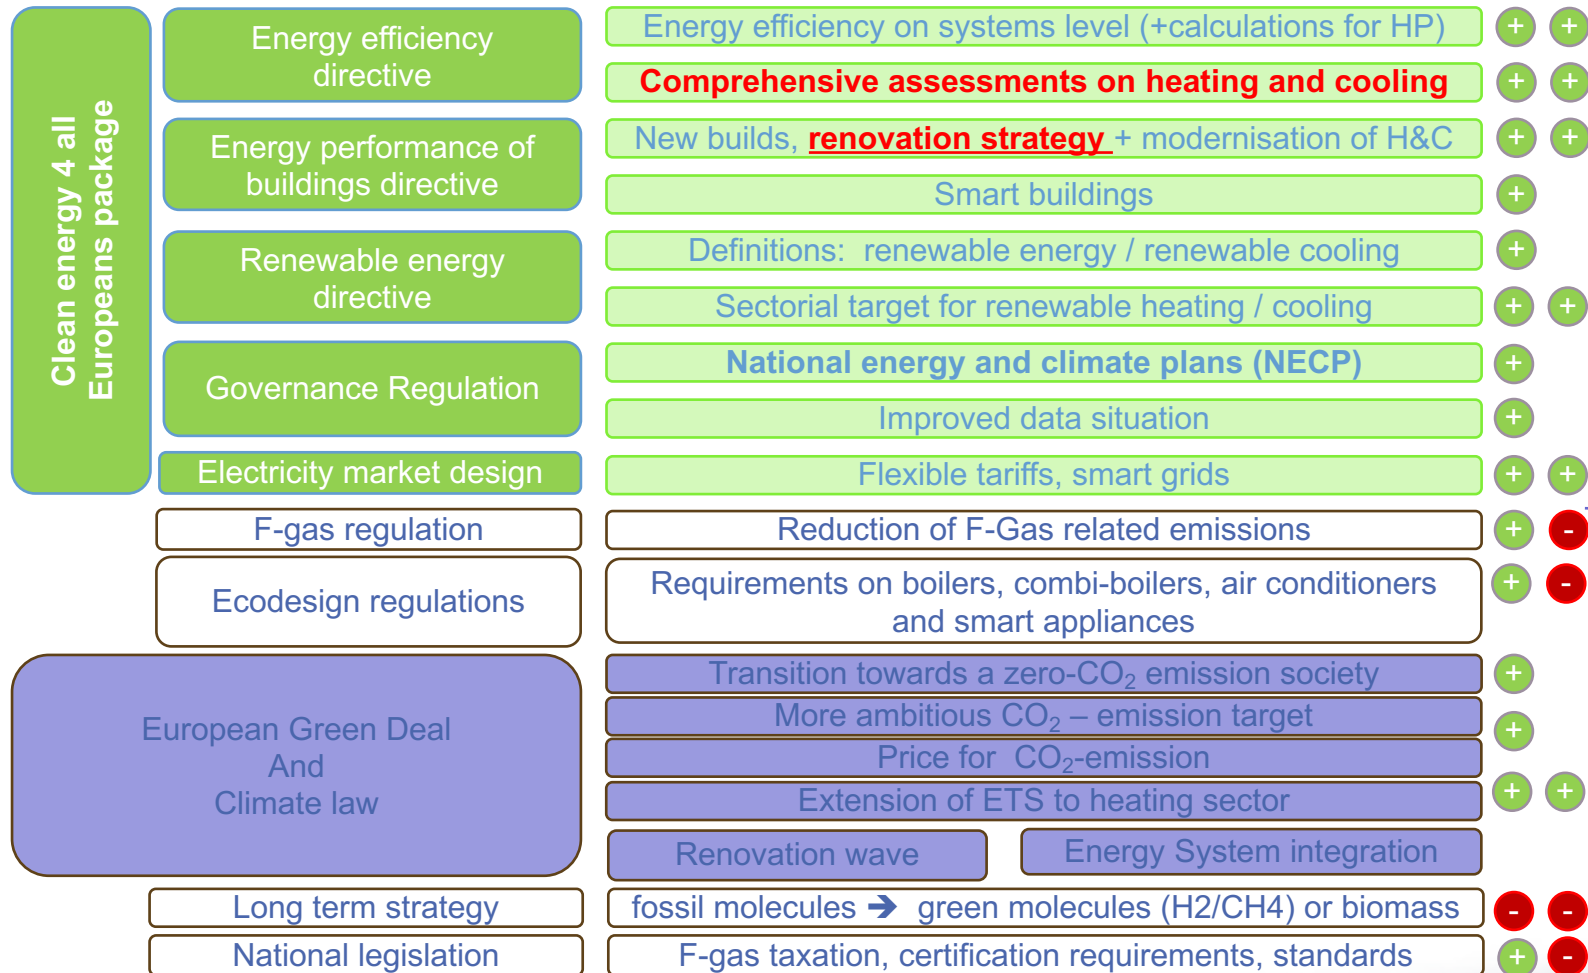 Clean energy 4 all
Europeans package
Energy efficiency
directive
Energy efficiency on systems level (+calculations for HP)
+ +
Comprehensive assessments on heating and cooling
+ +
Energy performance of
buildings directive
New builds, renovation strategy + modernisation of H&C
+ +
Smart buildings
+
Renewable energy
directive
Definitions: renewable energy / renewable cooling
+
Sectorial target for renewable heating / cooling
+ +
Governance Regulation
National energy and climate plans (NECP)
+
Improved data situation
+
Electricity market design
Flexible tariffs, smart grids
+ +
F-gas regulation
Reduction of F-Gas related emissions
+ -
Ecodesign regulations
Requirements on boilers, combi-boilers, air conditioners
and smart appliances
+ -
European Green Deal
And
Climate law
Transition towards a zero-CO₂ emission society
+
More ambitious CO₂ – emission target
+
Price for CO₂-emission
Extension of ETS to heating sector
+ +
Renovation wave
Energy System integration
Long term strategy
fossil molecules ➔ green molecules (H2/CH4) or biomass
- -
National legislation
F-gas taxation, certification requirements, standards
+ -